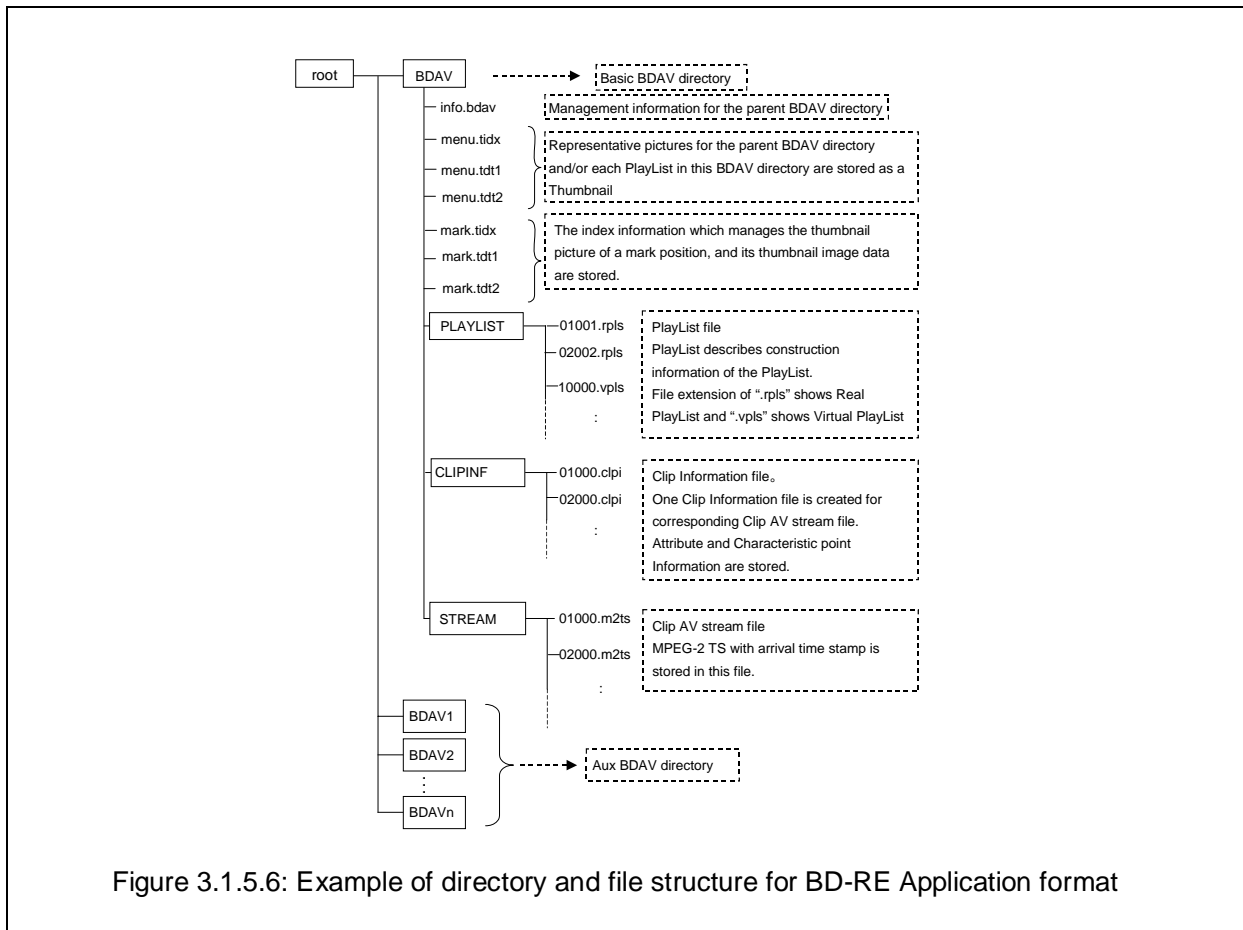 root
BDAV
Basic BDAV directory
info.bdav
Management information for the parent BDAV directory
menu.tidx
menu.tdt1
menu.tdt2
Representative pictures for the parent BDAV directory
and/or each PlayList in this BDAV directory are stored as a
Thumbnail
mark.tidx
mark.tdt1
mark.tdt2
The index information which manages the thumbnail
picture of a mark position, and its thumbnail image data
are stored.
PLAYLIST
01001.rpls
02002.rpls
10000.vpls
:
PlayList file
PlayList describes construction
information of the PlayList.
File extension of “.rpls” shows Real
PlayList and “.vpls” shows Virtual PlayList
CLIPINF
01000.clpi
02000.clpi
:
Clip Information file。
One Clip Information file is created for
corresponding Clip AV stream file.
Attribute and Characteristic point
Information are stored.
STREAM
01000.m2ts
02000.m2ts
:
Clip AV stream file
MPEG-2 TS with arrival time stamp is
stored in this file.
BDAV1
BDAV2
BDAVn
Aux BDAV directory
Figure 3.1.5.6: Example of directory and file structure for BD-RE Application format